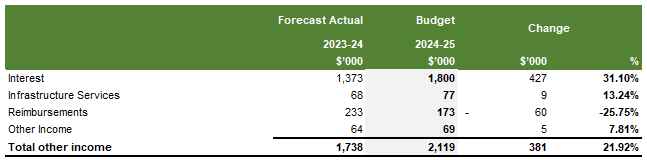 Forecast Actual Budget Change
2023-24 2024-25
$'000 $'000 $'000 %
Interest 1,373 1,800 427 31.10%
Infrastructure Services 68 77 9 13.24%
Reimbursements 233 173 - 60 -25.75%
Other Income 64 69 5 7.81%
Total other income 1,738 2,119 381 21.92%